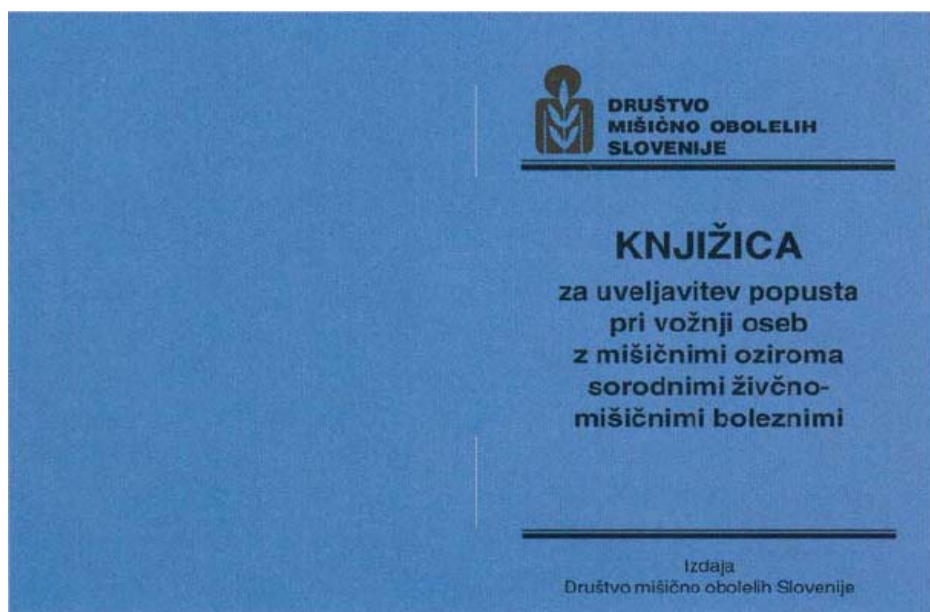 DRUŠTVO
MIŠIČNO OBOLELIH
SLOVENIJE
KNJIŽICA
za uveljavitev popusta
pri vožnji oseb
z mišičnimi oziroma
sorodnimi živčno-
mišičnimi boleznimi
Izdaja
Društvo mišično obolelih Slovenije